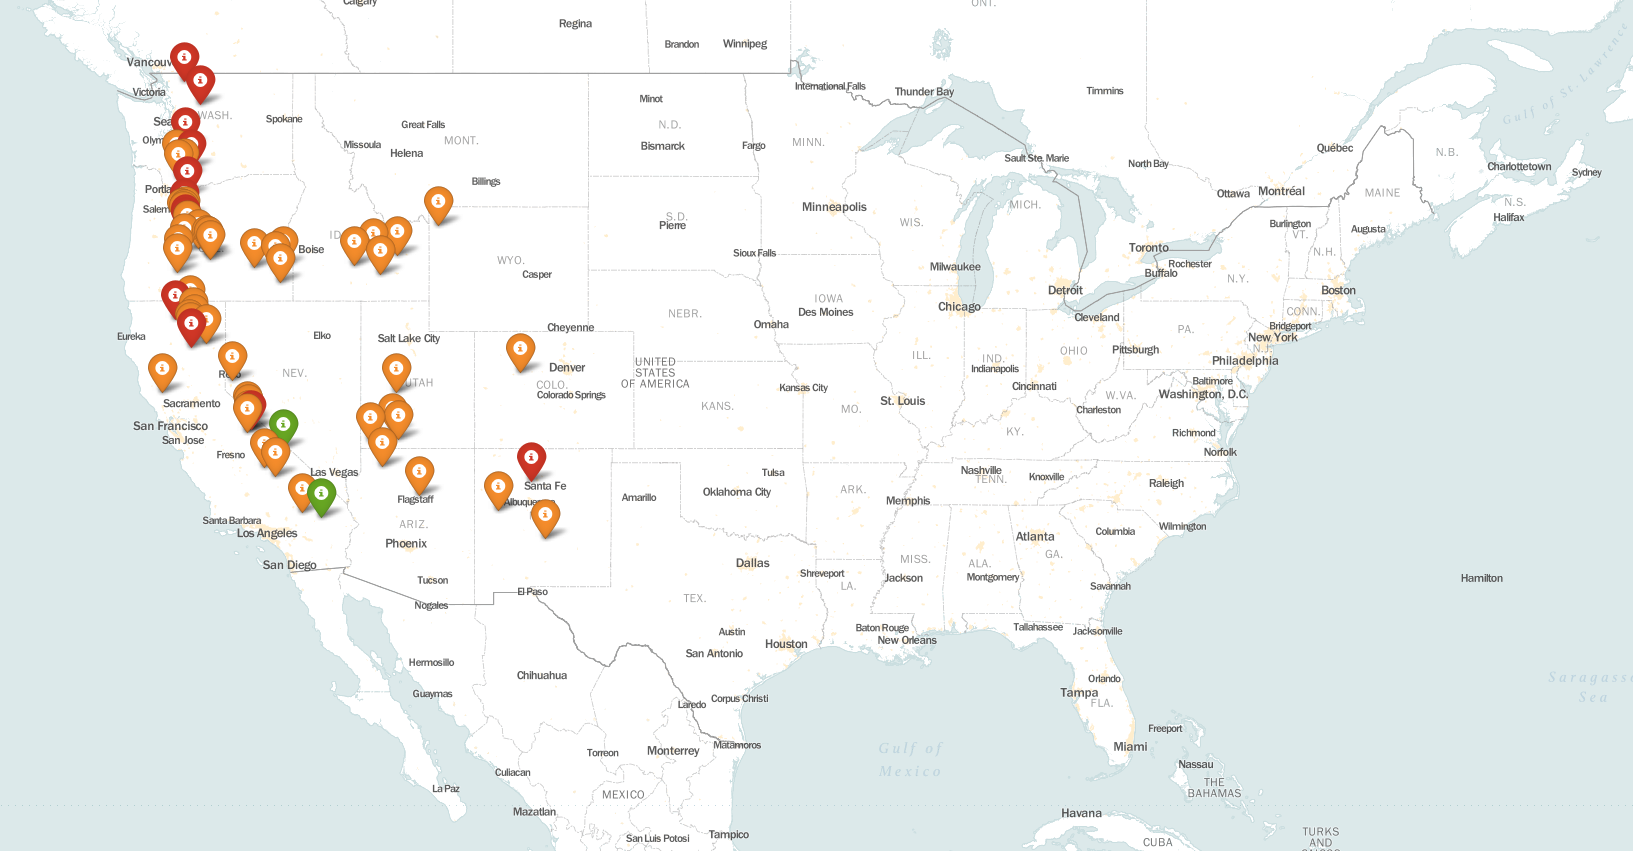 Calgary
ONT.
Regina
Brandon
Winnipeg
Vancouv
Victoria
International Falls
Thunder Bay
Timmins
Gulf of St. Lawrence
Minot
Sea
WASH.
Spokane
Great Falls
N.D.
Olym
Missoula
Helena
MONT.
Bismarck
Fargo
MINN.
Sault Ste. Marie
North Bay
Québec
N.B.
Charlottetown
Sydney
Billings
Portla
Ottawa
Montréal
MAINE
Salem
S.D.
Pierre
Minneapolis
WIS.
MICH.
N.S.
Halifax
Burlington
VT.
Augusta
ID
Boise
Sioux Falls
Toronto
N.H.
WYO.
Casper
Milwaukee
Rochester
Buffalo
N.Y.
Detroit
Boston
IOWA
Des Moines
Chicago
NEBR.
CONN.
Omaha
Cleveland
PA.
Bridgeport
New York
Eureka
Elko
Salt Lake City
Cheyenne
N.J.
Pittsburgh
Philadelphia
ILL.
IND.
OHIO
Indianapolis
UNITED
STATES
OF AMERICA
Denver
Re
NEV.
UTAH
COLO.
Colorado Springs
Kansas City
Cincinnati
Baltimore
W.VA.
Washington, D.C.
Sacramento
KANS.
MO.
St. Louis
Charleston
San Francisco
San Jose
KY.
Richmond
Fresno
Norfolk
Las Vegas
Tulsa
Nashville
TENN.
Knoxville
Raleigh
Santa Fe
Flagstaff
Albuque
Amarillo
Oklahoma City
ARK.
Memphis
Santa Barbara
Los Angeles
ARIZ.
Phoenix
Wilmington
Columbia
Atlanta
GA.
San Diego
Dallas
MISS.
ALA.
Shreveport
Jackson
Montgomery
LA.
Savannah
Hamilton
Tucson
El Paso
Nogales
TEX.
Austin
Baton Rouge
New Orleans
Tallahassee
Jacksonville
Houston
San Antonio
Hermosillo
Chihuahua
Guaymas
Orlando
Tampa
FLA.
Corpus Christi
Laredo
Saragasso
Sea
Freeport
Torreon
Monterrey
Matamoros
Gulf of
Mexico
Miami
Nassau
Culiacan
THE
BAHAMAS
La Paz
MEXICO
Mazatlan
Havana
San Luis Potosi
Tampico
CUBA
TURKS
AND